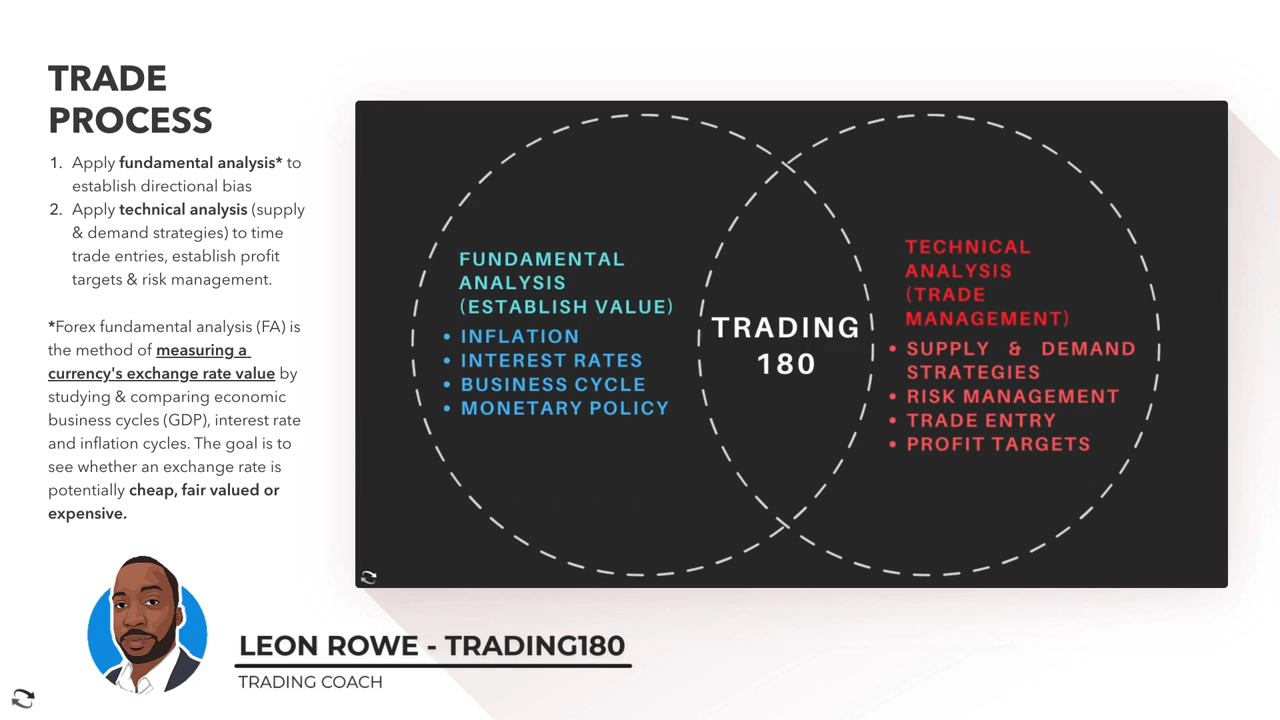 TRADE
PROCESS
1. Apply fundamental analysis* to
establish directional bias
2. Apply technical analysis (supply
& demand strategies) to time
trade entries, establish profit
targets & risk management.
*Forex fundamental analysis (FA) is
the method of measuring a
currency's exchange rate value by
studying & comparing economic
business cycles (GDP), interest rate
and inflation cycles. The goal is to
see whether an exchange rate is
potentially cheap, fair valued or
expensive.
FUNDAMENTAL
ANALYSIS
(ESTABLISH VALUE)
• INFLATION
• INTEREST RATES
• BUSINESS CYCLE
• MONETARY POLICY
TRADING
180
TECHNICAL
ANALYSIS
(TRADE
MANAGEMENT)
• SUPPLY & DEMAND
STRATEGIES
• RISK MANAGEMENT
• TRADE ENTRY
• PROFIT TARGETS
LEON ROWE - TRADING180
TRADING COACH